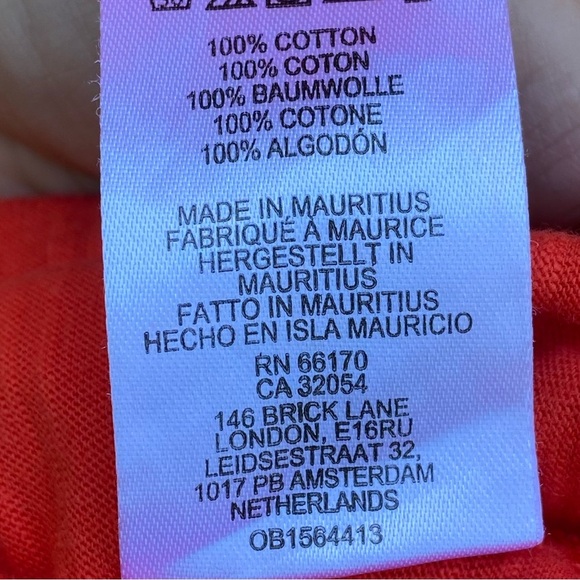 100% COTTON
100% COTON
100% BAUMWOLLE
100% COTONE
100% ALGODÓN
MADE IN MAURITIUS
FABRIQUÉ À MAURICE
HERGESTELLT IN
MAURITIUS
FATTO IN MAURITIUS
HECHO EN ISLA MAURICIO
RN 66170
CA 32054
146 BRICK LANE
LONDON, E16RU
LEIDSESTRAAT 32,
1017 PB AMSTERDAM
NETHERLANDS
OB1564413